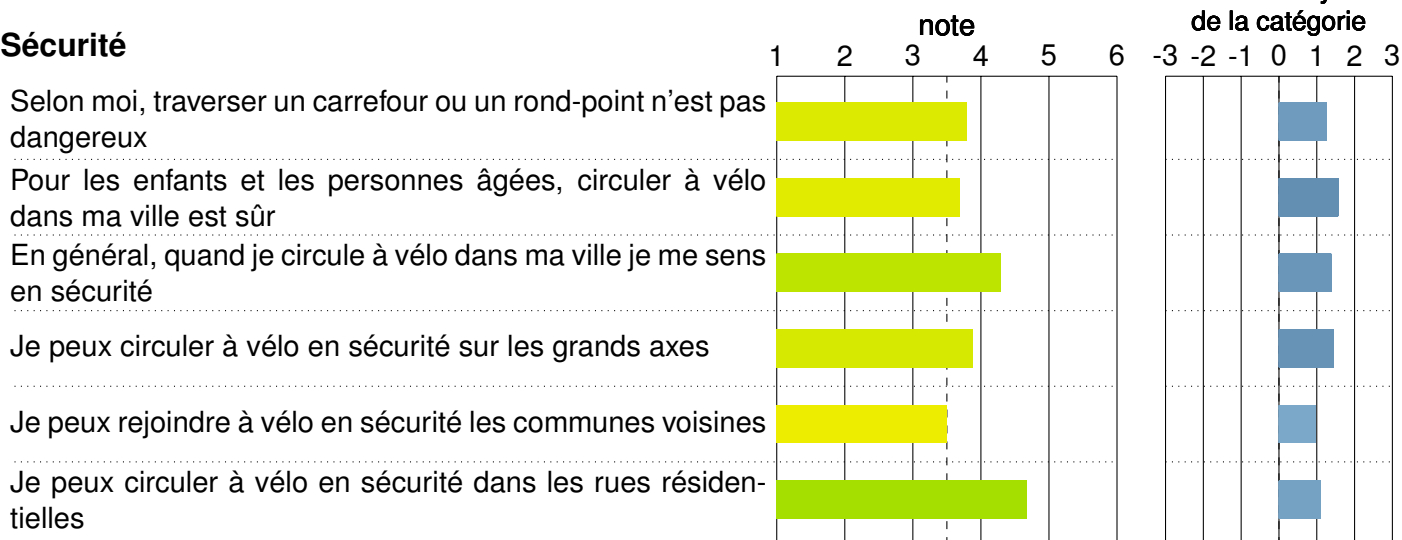 note
de la catégorie
Sécurité
1 2 3 4 5 6
-3 -2 -1 0 1 2 3
Selon moi, traverser un carrefour ou un rond-point n'est pas
dangereux
Pour les enfants et les personnes âgées, circuler à vélo
dans ma ville est sûr
En général, quand je circule à vélo dans ma ville je me sens
en sécurité
Je peux circuler à vélo en sécurité sur les grands axes
Je peux rejoindre à vélo en sécurité les communes voisines
Je peux circuler à vélo en sécurité dans les rues résiden-
tielles